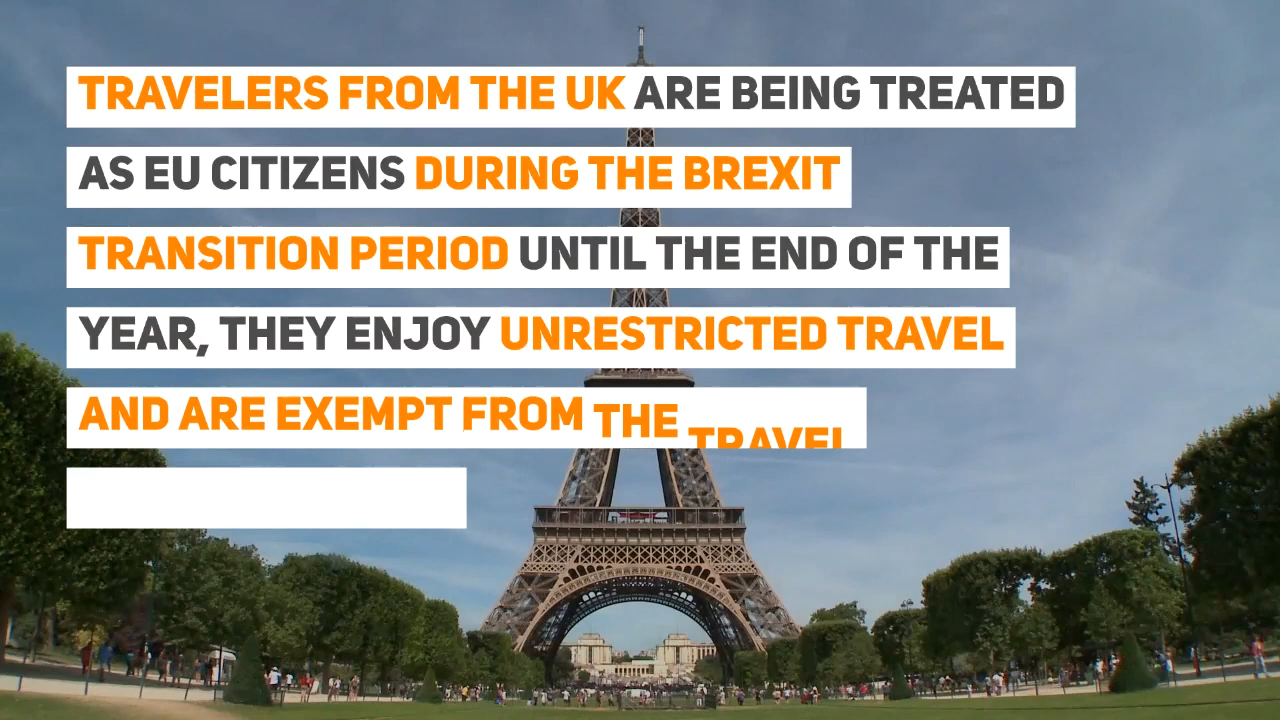 TRAVELERS FROM THE UK ARE BEING TREATED
AS EU CITIZENS DURING THE BREXIT
TRANSITION PERIOD UNTIL THE END OF THE
YEAR, THEY ENJOY UNRESTRICTED TRAVEL
AND ARE EXEMPT FROM THE TRAVEL